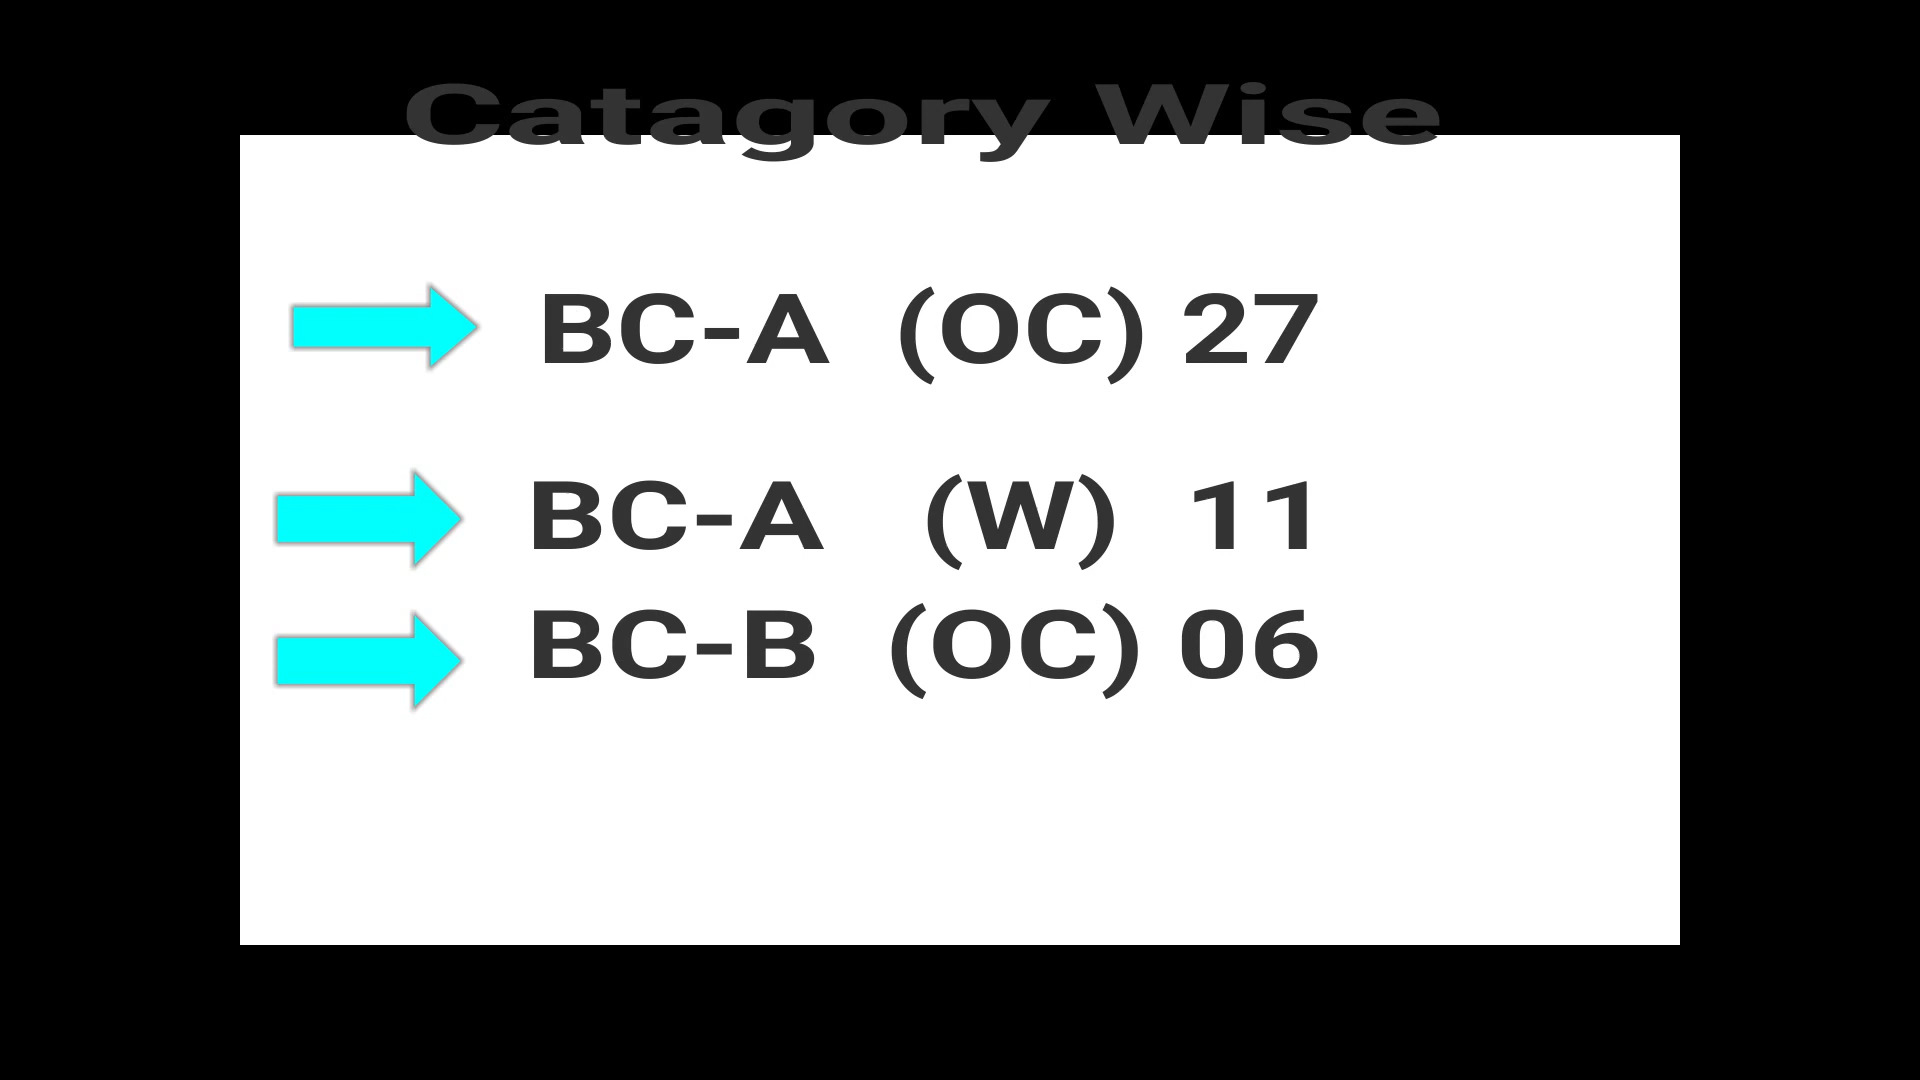 Catagory Wise
BC-A (OC) 27
BC-A (W) 11
BC-B (OC) 06